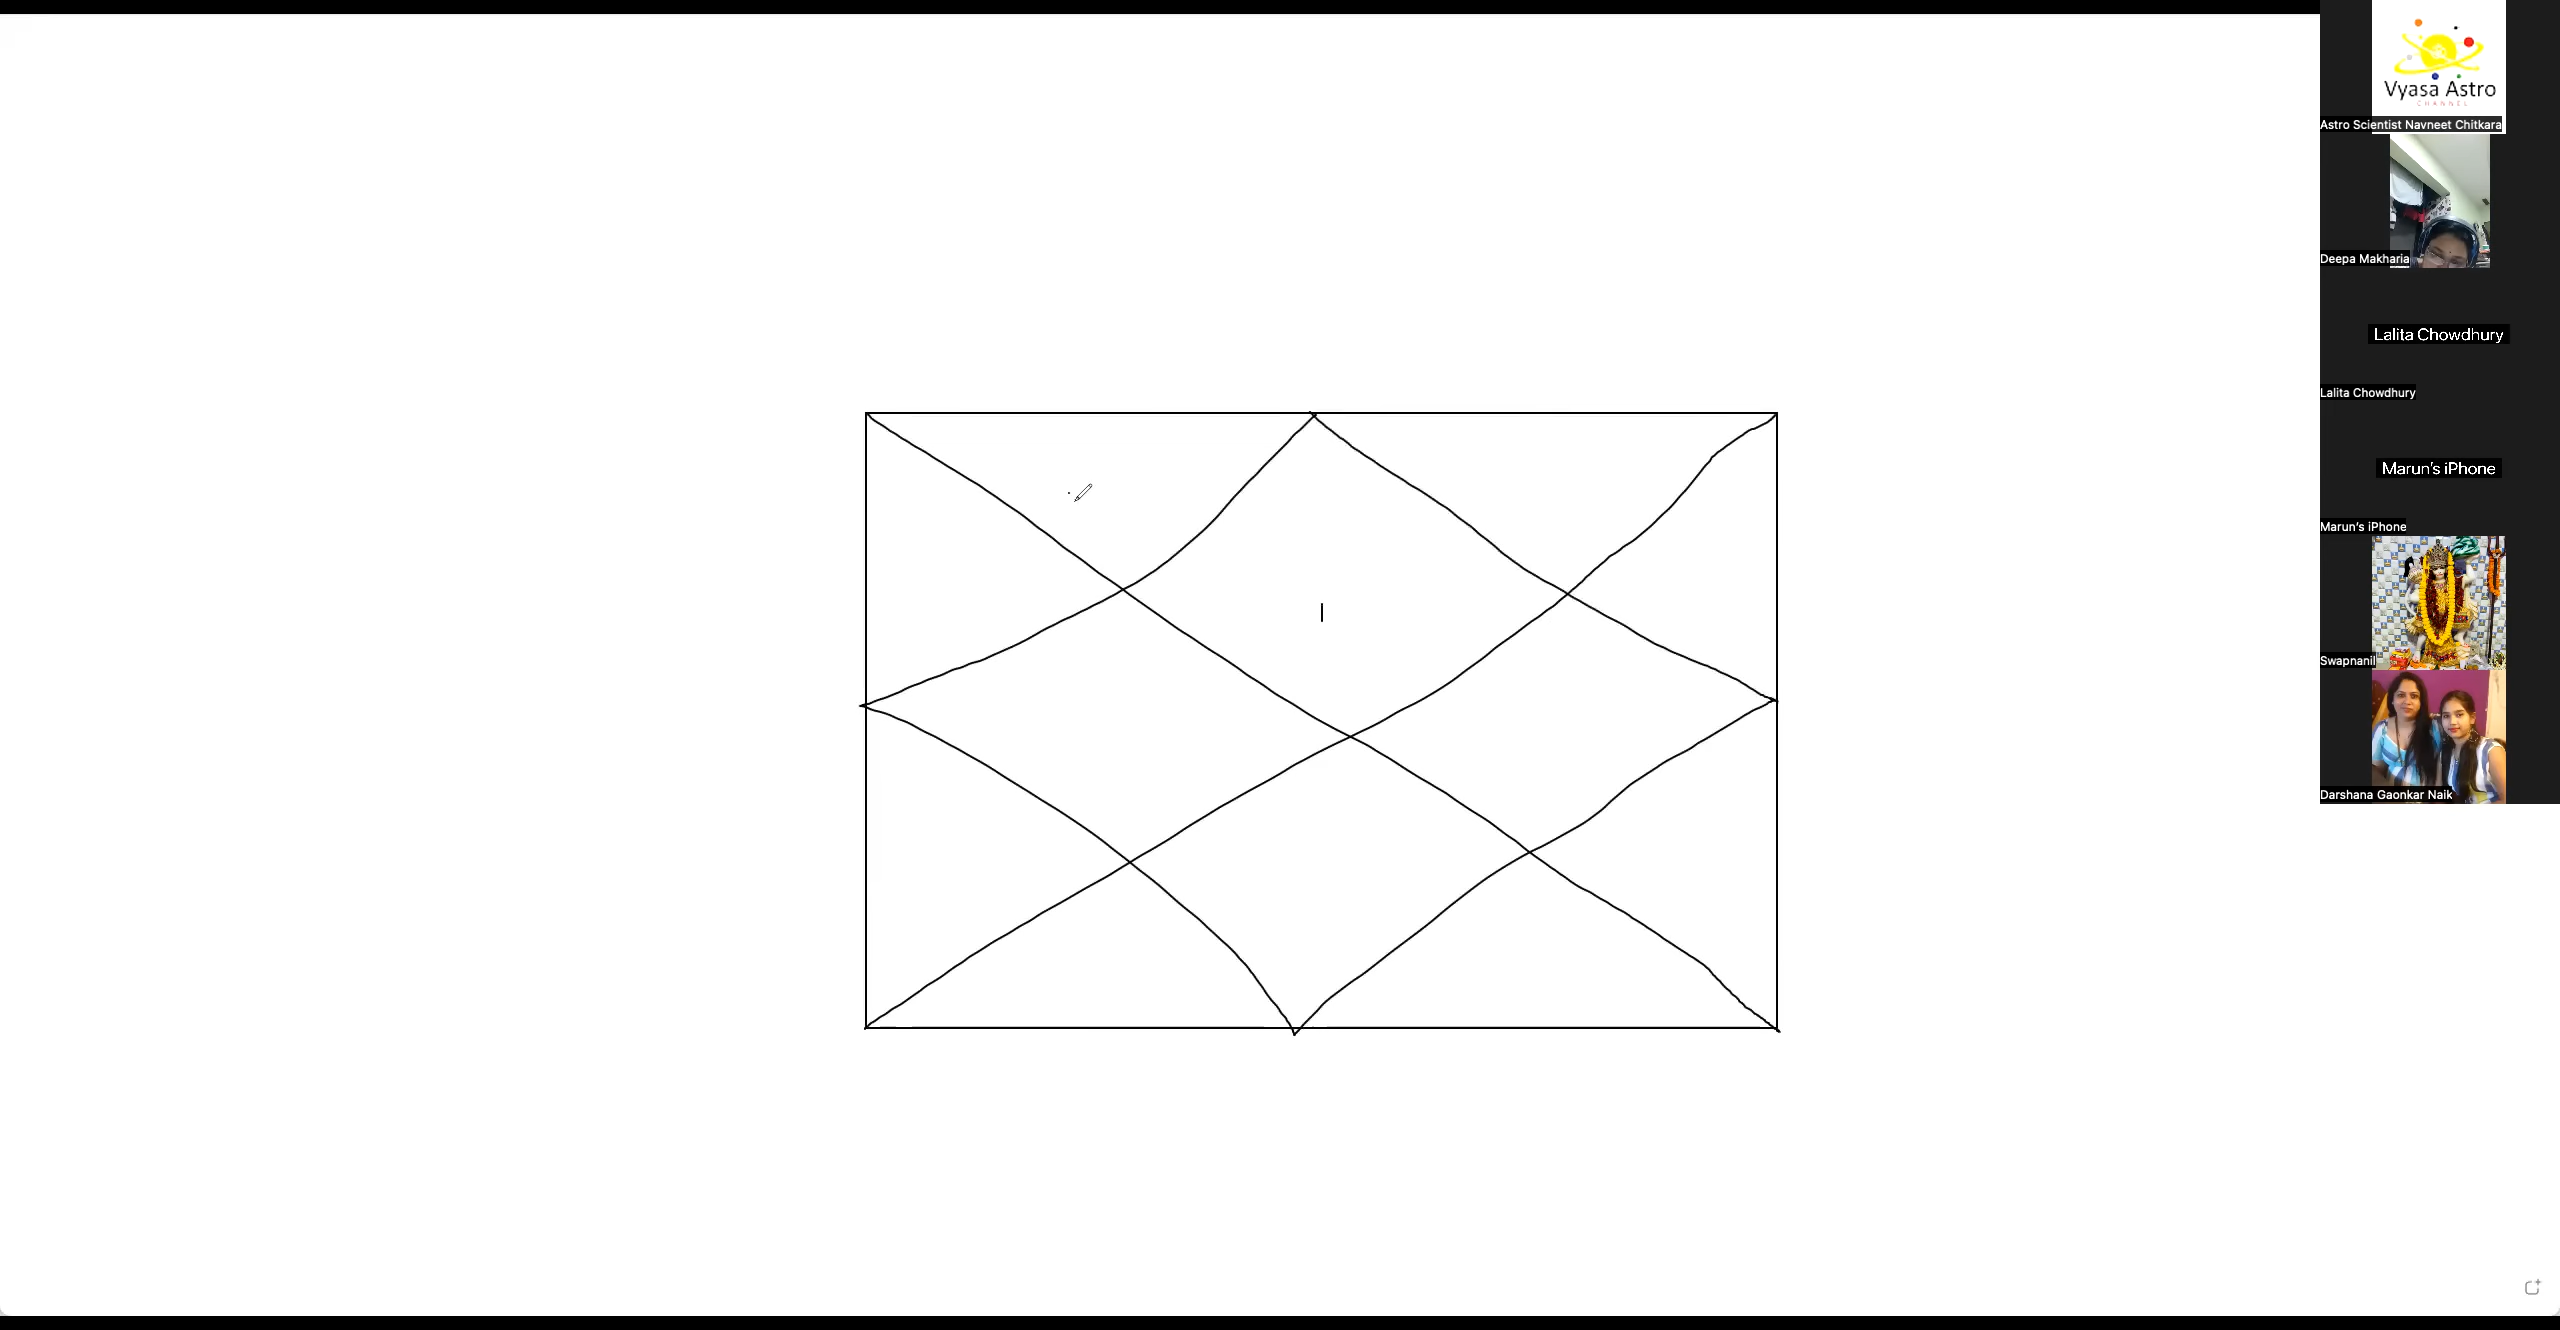 I
Vyasa Astro
CHANNEL
Astro Scientist Navneet Chitkara
Deepa Makharia
Lalita Chowdhury
Lalita Chowdhury
Marun's iPhone
Marun's iPhone
Swapnanil
Darshana Gaonkar Naik